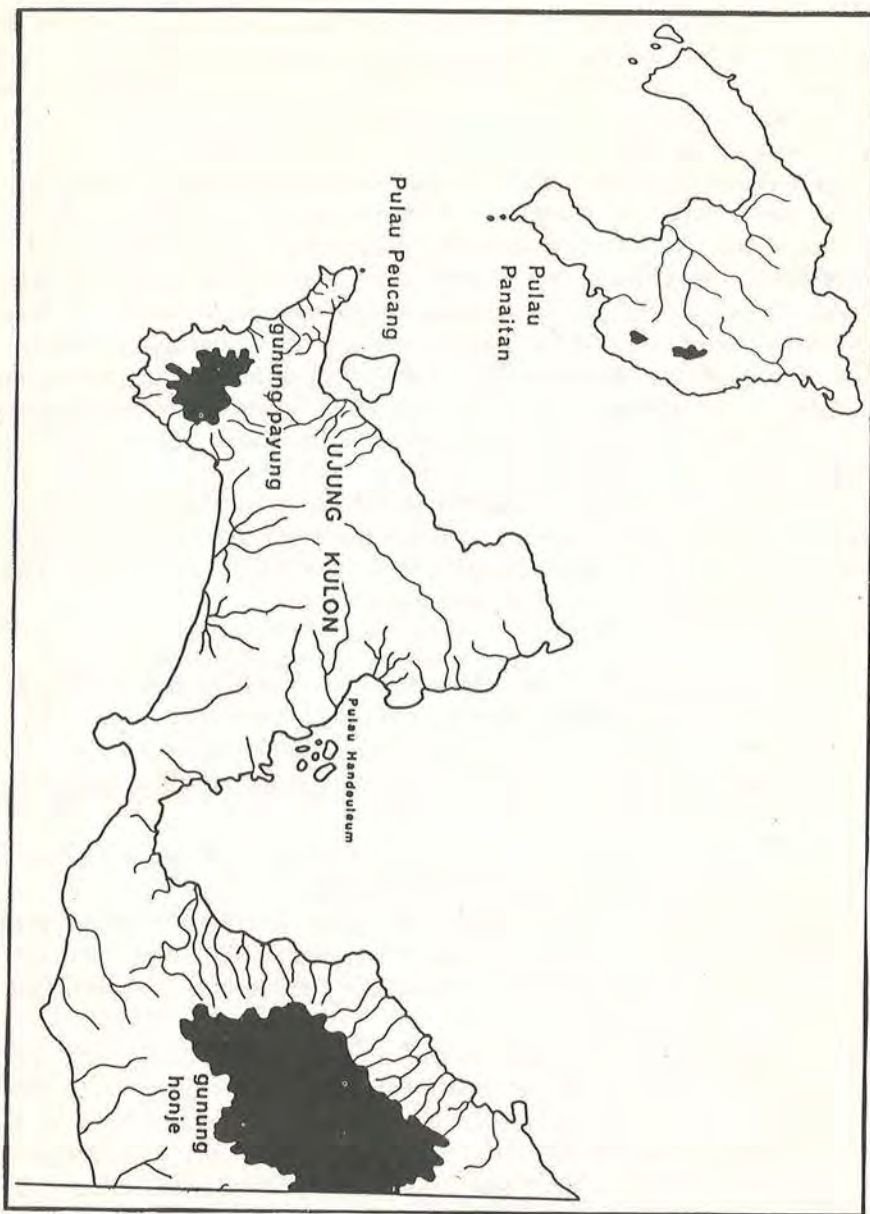 Pulau
Panaitan
Pulau Peucang
gunung payung
UJUNG KULON
Pulau Handeuleum
gunung
honje